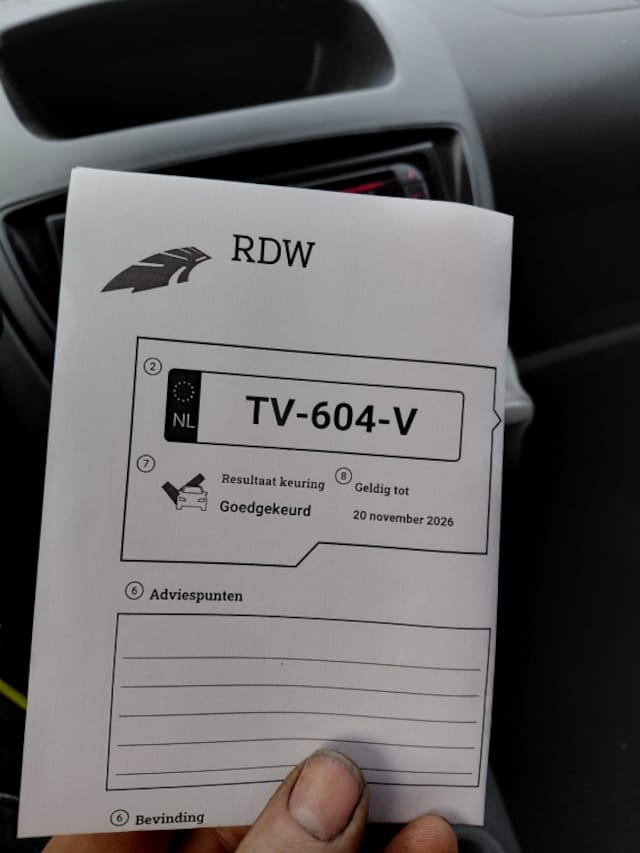 RDW
2
NL
TV-604-V
7
Resultaat keuring
Goedgekeurd
8
Geldig tot
20 november 2026
6 Adviespunten
6 Bevinding